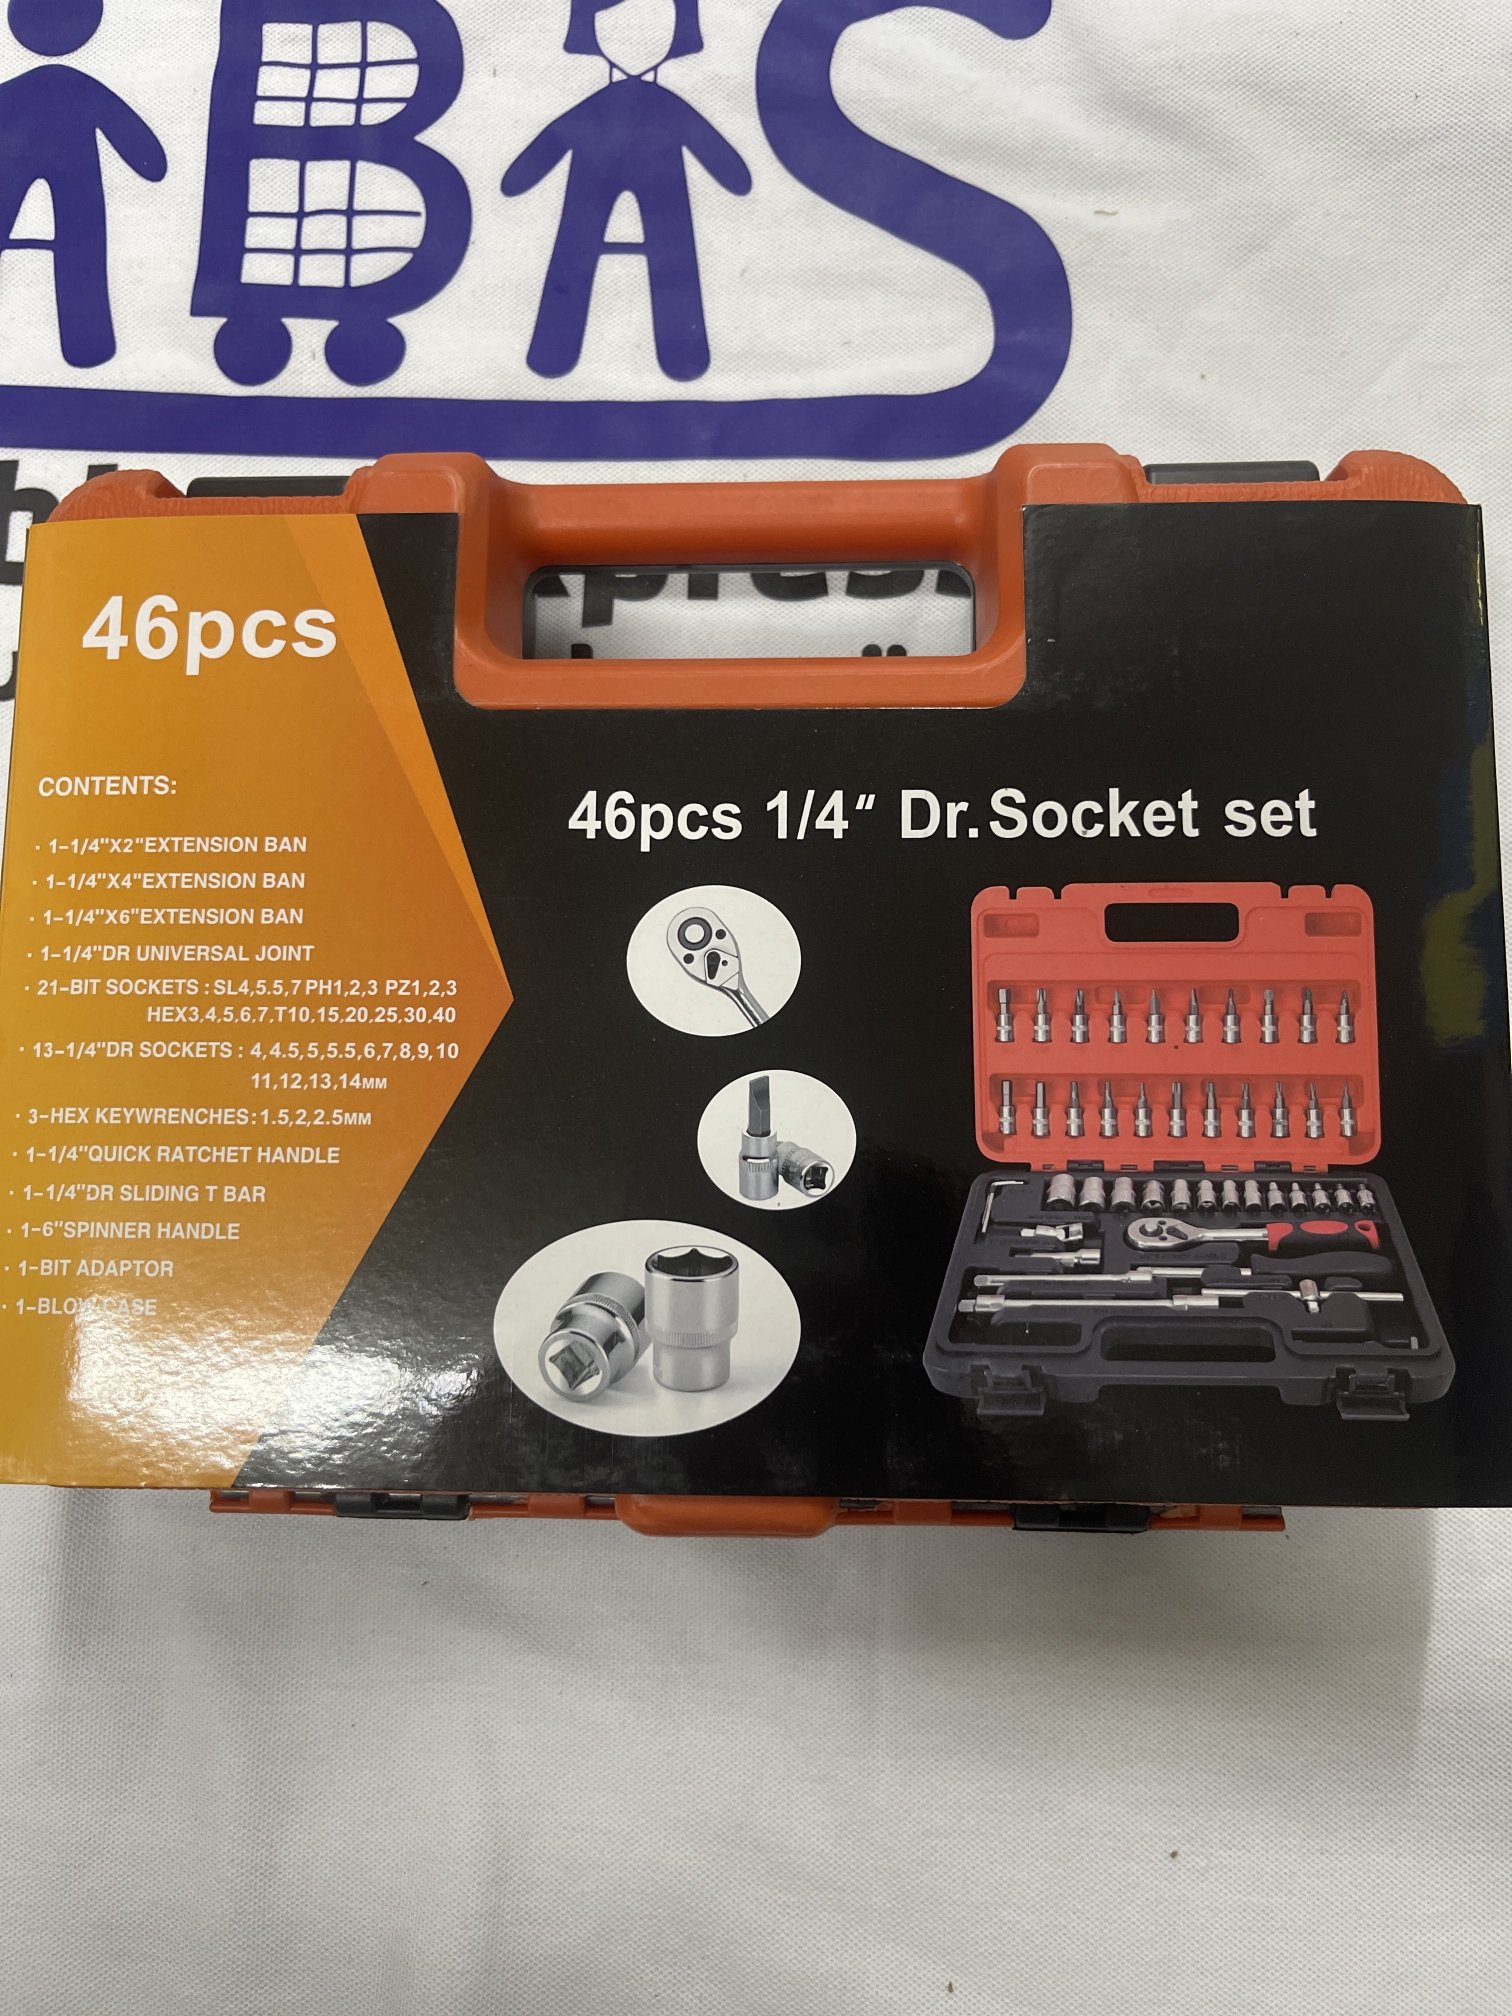 ABAS
46pcs
CONTENTS:
· 1-1/4"X2"EXTENSION BAN
· 1-1/4"X4"EXTENSION BAN
· 1-1/4"X6"EXTENSION BAN
· 1-1/4"DR UNIVERSAL JOINT
· 21-BIT SOCKETS : SL4,5.5,7 PH1,2,3 PZ1,2,3
HEX3,4,5,6,7,T10,15,20,25,30,40
· 13-1/4"DR SOCKETS : 4,4.5,5,5.5,6,7,8,9,10
11,12,13,14MM
· 3-HEX KEYWRENCHES:1.5,2,2.5MM
· 1-1/4"QUICK RATCHET HANDLE
· 1-1/4"DR SLIDING T BAR
· 1-6"SPINNER HANDLE
· 1-BIT ADAPTOR
· 1-BLOW CASE
46pcs 1/4" Dr.Socket set